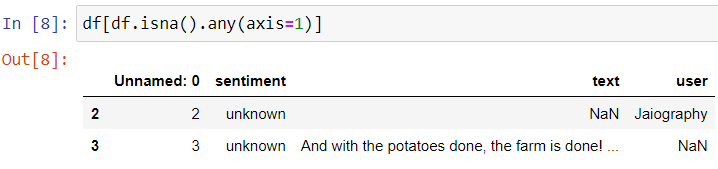 In [8]: df[df.isna().any(axis=1)]
Out[8]:
Unnamed: 0 sentiment text user
2 2 unknown NaN Jaiography
3 3 unknown And with the potatoes done, the farm is done! ... NaN